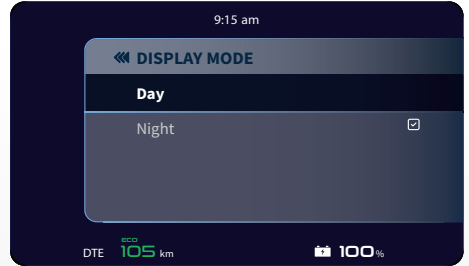 9:15 am
DISPLAY MODE
Day
Night
ECO
DTE 105 km 100%